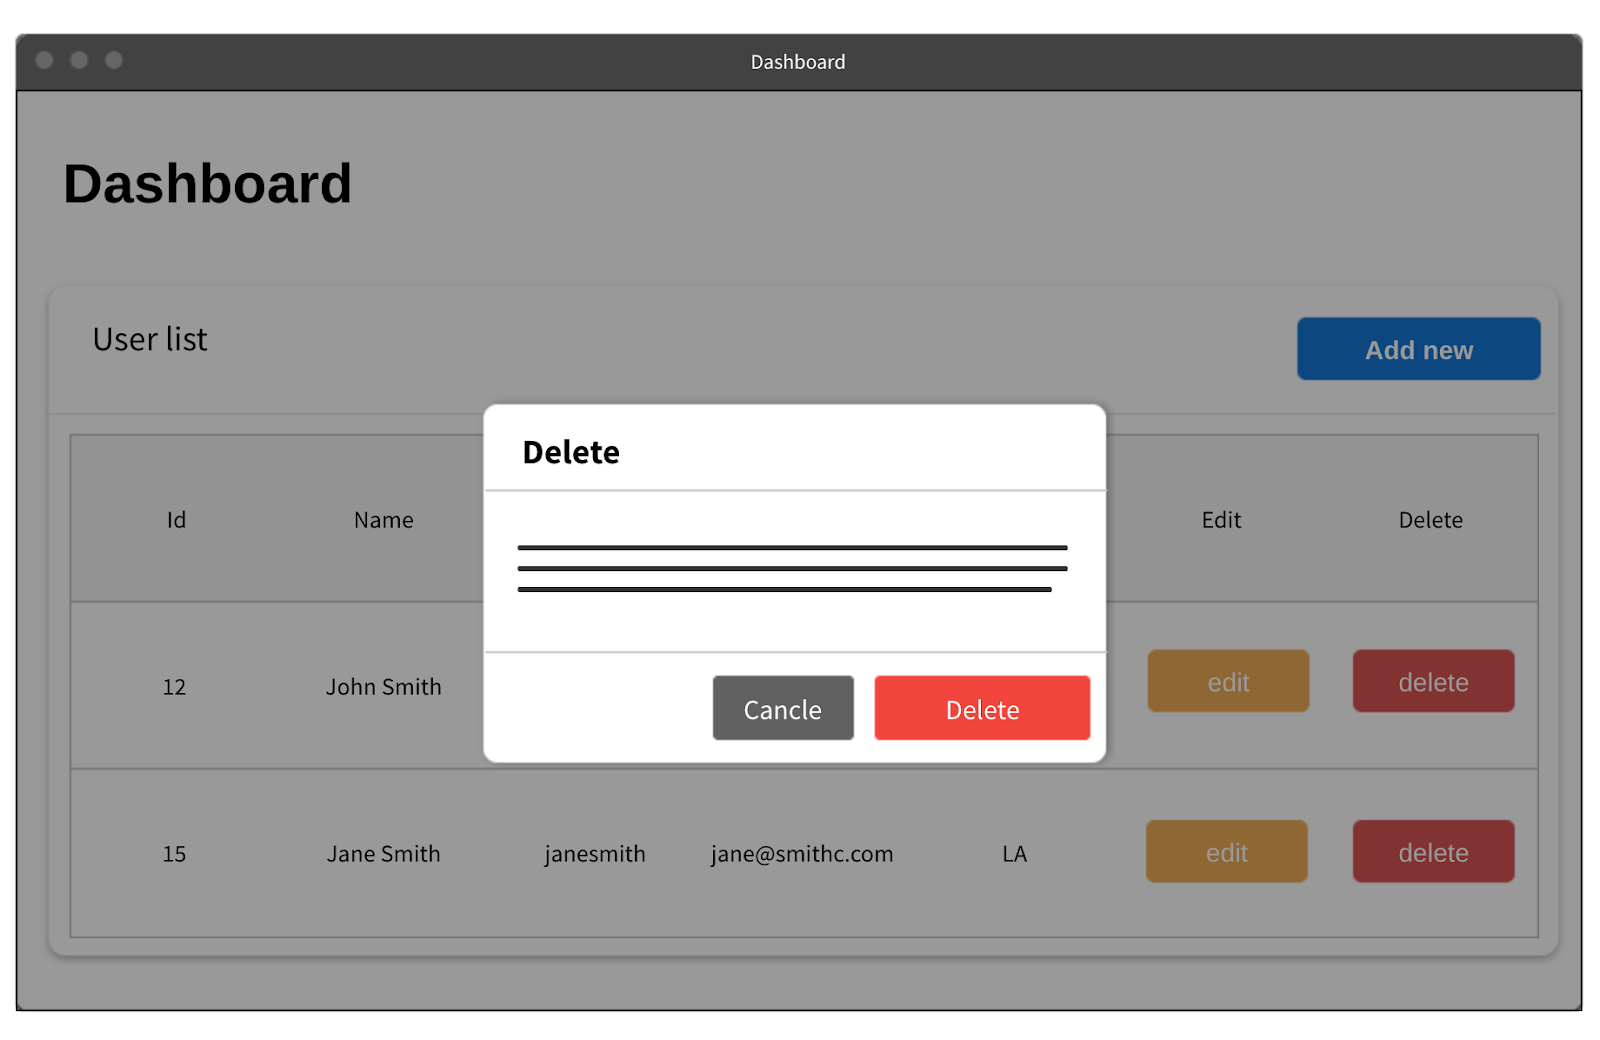 Dashboard
Dashboard
User list
Add new
Delete
Id Name Edit Delete
12 John Smith edit delete
Cancle Delete
15 Jane Smith janesmith jane@smithc.com LA edit delete